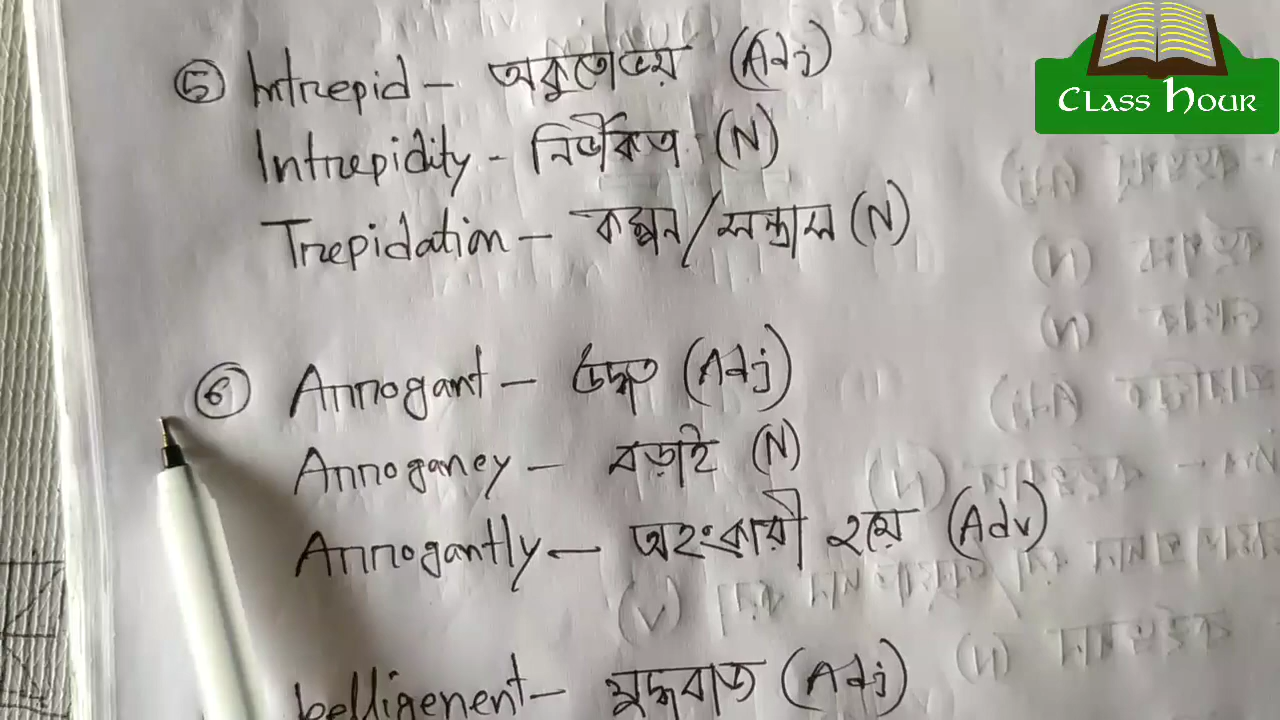 CLASS HOUR
⑤ Intrepid - অকুতোভয় (Adj)
Intrepidity - নির্ভীকতা (N)
Trepidation - কম্পন / সন্ত্রাস (N)
⑥ Arrogant - উদ্ধত (Adj)
Arrogancy - বড়াই (N)
Arrogantly - অহংকারী হয়ে (Adv)
belligerent - যুদ্ধবাজ (Adj)